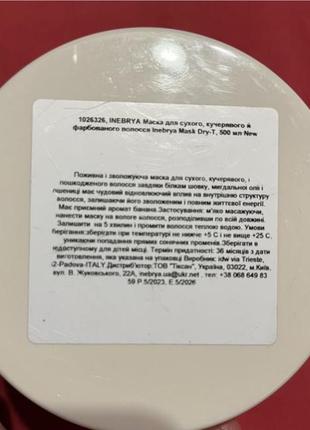 1026326, INEBRYA Маска для сухого, кучерявого й
фарбованого волосся Inebrya Mask Dry-T, 500 мл New
Поживна і зволожуюча маска для сухого, кучерявого, і
пошкодженого волосся завдяки білкам шовку, мигдальної олії і
пшениці має чудовий відновлюючий вплив на внутрішню структуру
волосся, залишаючи його зволоженим і повним життєвої енергії.
Має приємний аромат банана.Застосування: м'яко масажуючи,
нанести маску на вологе волосся, розподіливши по всій довжині.
Залишити на 5 хвилин і промити волосся теплою водою. Умови
берігання:зберігати при температурі не нижче +5 С і не вище +25 С,
уникаючи попадання прямих сонячних променів.Зберігати в
недоступному для дітей місці. Термін придатності: 36 місяців з дати
виготовлення, яка указана на упаковці Виробник: idw via Trieste,
2-Padova-ITALY.Дистриб'ютор:ТОВ "Тіксан", Україна, 03022, м.Київ,
вул. В. Жуковського, 22А, inebrya.ua@ukr.net , тел: +38 068 649 83
59 P.5/2023, E.5/2026